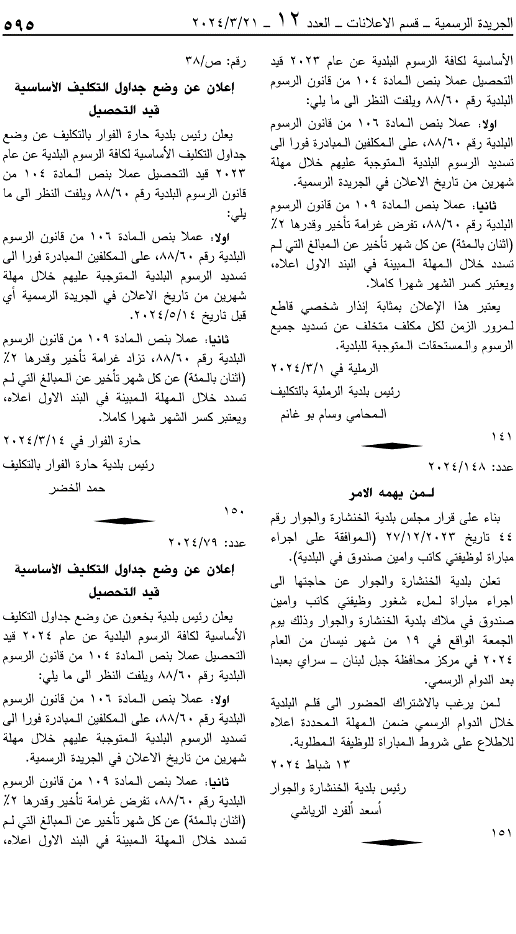 الجريدة الرسمية ــ قسم الاعلانات ــ العدد ١٢ ــ ٢٠٢٤/٣/٢١
٥٩٥
الأساسية لكافة الرسوم البلدية عن عام ٢٠٢٣ قيد
التحصيل عملا بنص المادة ١٠٤ من قانون الرسوم
البلدية رقم ٨٨/٦٠ ويلفت النظر الى ما يلي:
اولا: عملا بنص المادة ١٠٦ من قانون الرسوم
البلدية رقم ٨٨/٦٠، على المكلفين المبادرة فورا الى
تسديد الرسوم البلدية المتوجبة عليهم خلال مهلة
شهرين من تاريخ الاعلان في الجريدة الرسمية.
ثانيا: عملا بنص المادة ١٠٩ من قانون الرسوم
البلدية رقم ٨٨/٦٠، تفرض غرامة تأخير وقدرها ٢٪
(اثنان بالمئة) عن كل شهر تأخير عن المبالغ التي لم
تسدد خلال المهلة المبينة في البند الاول اعلاه،
ويعتبر كسر الشهر شهرا كاملا.
يعتبر هذا الإعلان بمثابة إنذار شخصي قاطع
لمرور الزمن لكل مكلف متخلف عن تسديد جميع
الرسوم والمستحقات المتوجبة للبلدية.
الرملية في ٢٠٢٤/٣/١
رئيس بلدية الرملية بالتكليف
المحامي وسام بو غانم
١٤١
عدد: ٢٠٢٤/١٤٨
لمن يهمه الامر
بناء على قرار مجلس بلدية الخنشارة والجوار رقم
٤٤ تاريخ ٢٧/١٢/٢٠٢٣ (الموافقة على اجراء
مباراة لوظيفتي كاتب وامين صندوق في البلدية).
تعلن بلدية الخنشارة والجوار عن حاجتها الى
اجراء مباراة لملء شغور وظيفتي كاتب وامين
صندوق في ملاك بلدية الخنشارة والجوار وذلك يوم
الجمعة الواقع في ١٩ من شهر نيسان من العام
٢٠٢٤ في مركز محافظة جبل لبنان ــ سراي بعبدا
بعد الدوام الرسمي.
لمن يرغب بالاشتراك الحضور الى قلم البلدية
خلال الدوام الرسمي ضمن المهلة المحددة اعلاه
للاطلاع على شروط المباراة للوظيفة المطلوبة.
١٣ شباط ٢٠٢٤
رئيس بلدية الخنشارة والجوار
أسعد ألفرد الرياشي
١٥١
رقم: ص/٣٨
إعلان عن وضع جداول التكليف الأساسية
قيد التحصيل
يعلن رئيس بلدية حارة الفوار بالتكليف عن وضع
جداول التكليف الأساسية لكافة الرسوم البلدية عن عام
٢٠٢٣ قيد التحصيل عملا بنص المادة ١٠٤ من
قانون الرسوم البلدية رقم ٨٨/٦٠ ويلفت النظر الى ما
يلي:
اولا: عملا بنص المادة ١٠٦ من قانون الرسوم
البلدية رقم ٨٨/٦٠، على المكلفين المبادرة فورا الى
تسديد الرسوم البلدية المتوجبة عليهم خلال مهلة
شهرين من تاريخ الاعلان في الجريدة الرسمية أي
قبل تاريخ ٢٠٢٤/٥/١٤.
ثانيا: عملا بنص المادة ١٠٩ من قانون الرسوم
البلدية رقم ٨٨/٦٠، تزاد غرامة تأخير وقدرها ٢٪
(اثنان بالمئة) عن كل شهر تأخير عن المبالغ التي لم
تسدد خلال المهلة المبينة في البند الاول اعلاه،
ويعتبر كسر الشهر شهرا كاملا.
حارة الفوار في ٢٠٢٤/٣/١٤
رئيس بلدية حارة الفوار بالتكليف
حمد الخضر
١٥٠
عدد: ٢٠٢٤/٧٩
إعلان عن وضع جداول التكليف الأساسية
قيد التحصيل
يعلن رئيس بلدية بخعون عن وضع جداول التكليف
الأساسية لكافة الرسوم البلدية عن عام ٢٠٢٤ قيد
التحصيل عملا بنص المادة ١٠٤ من قانون الرسوم
البلدية رقم ٨٨/٦٠ ويلفت النظر الى ما يلي:
اولا: عملا بنص المادة ١٠٦ من قانون الرسوم
البلدية رقم ٨٨/٦٠، على المكلفين المبادرة فورا الى
تسديد الرسوم البلدية المتوجبة عليهم خلال مهلة
شهرين من تاريخ الاعلان في الجريدة الرسمية.
ثانيا: عملا بنص المادة ١٠٩ من قانون الرسوم
البلدية رقم ٨٨/٦٠، تفرض غرامة تأخير وقدرها ٢٪
(اثنان بالمئة) عن كل شهر تأخير عن المبالغ التي لم
تسدد خلال المهلة المبينة في البند الاول اعلاه،